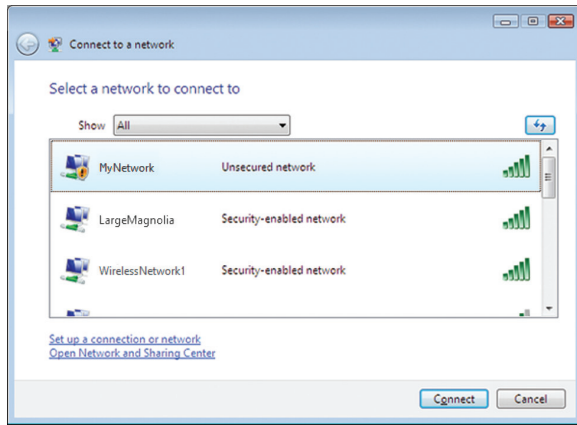 Connect to a network
Select a network to connect to
Show All
MyNetwork Unsecured network
LargeMagnolia Security-enabled network
WirelessNetwork1 Security-enabled network
Set up a connection or network
Open Network and Sharing Center
Connect Cancel